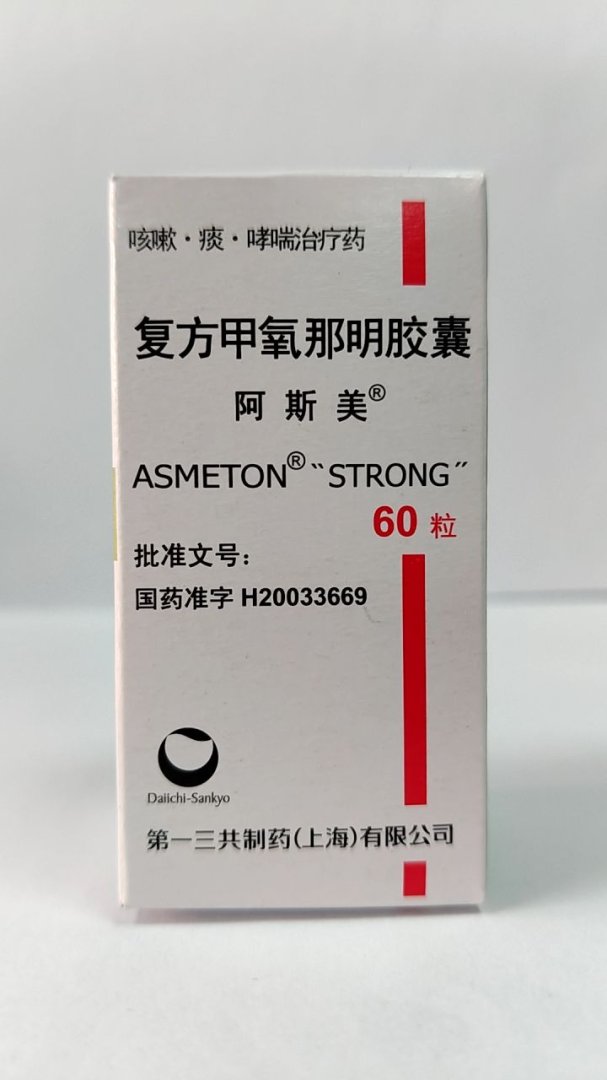 咳嗽·痰·哮喘治疗药
复方甲氧那明胶囊
阿斯美®
ASMETON® “STRONG”
60 粒
批准文号：
国药准字 H20033669
Daiichi-Sankyo
第一三共制药(上海)有限公司